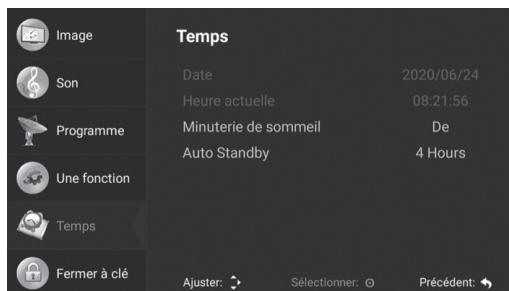 Image
Son
Programme
Une fonction
Temps
Fermer à clé
Temps
Date 2020/06/24
Heure actuelle 08:21:56
Minuterie de sommeil De
Auto Standby 4 Hours
Ajuster: Sélectionner: Précédent: